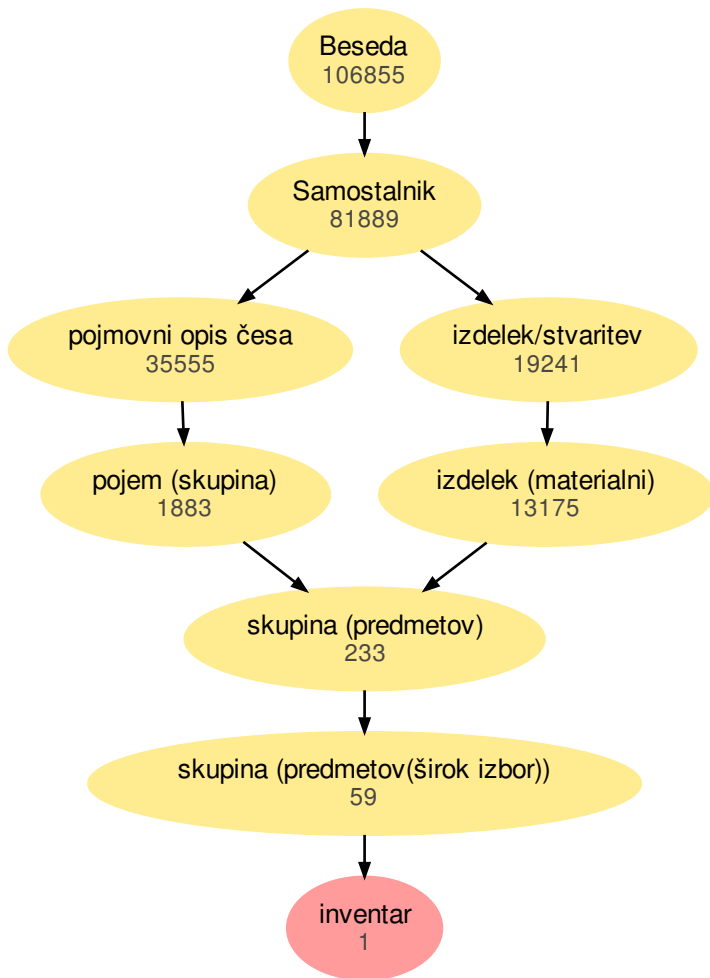 Beseda
106855
Samostalnik
81889
pojmovni opis česa
35555
izdelek/stvaritev
19241
pojem (skupina)
1883
izdelek (materialni)
13175
skupina (predmetov)
233
skupina (predmetov(širok izbor))
59
inventar
1